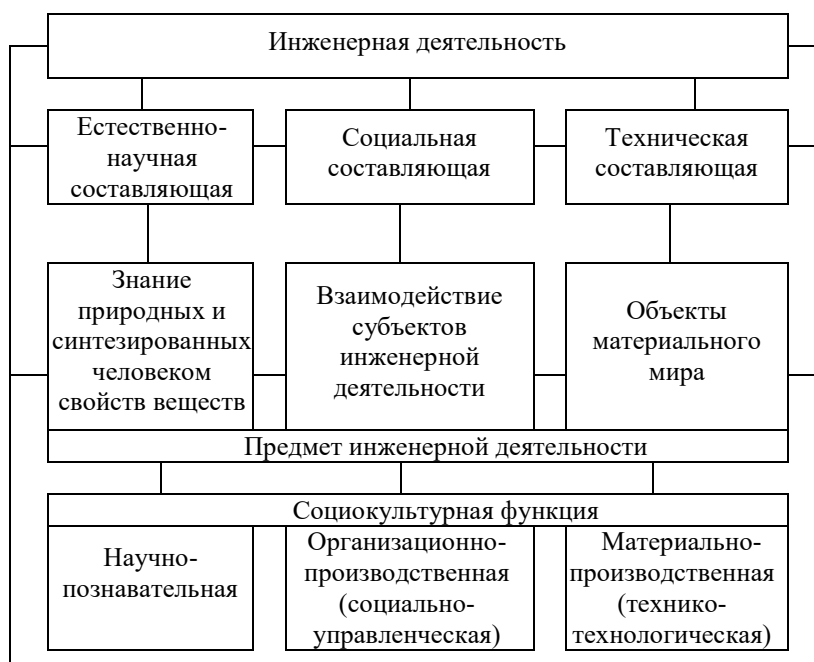 Инженерная деятельность
Естественно-
научная
составляющая
Социальная
составляющая
Техническая
составляющая
Знание
природных и
синтезированных
человеком
свойств веществ
Взаимодействие
субъектов
инженерной
деятельности
Объекты
материального
мира
Предмет инженерной деятельности
Социокультурная функция
Научно-
познавательная
Организационно-
производственная
(социально-
управленческая)
Материально-
производственная
(технико-
технологическая)